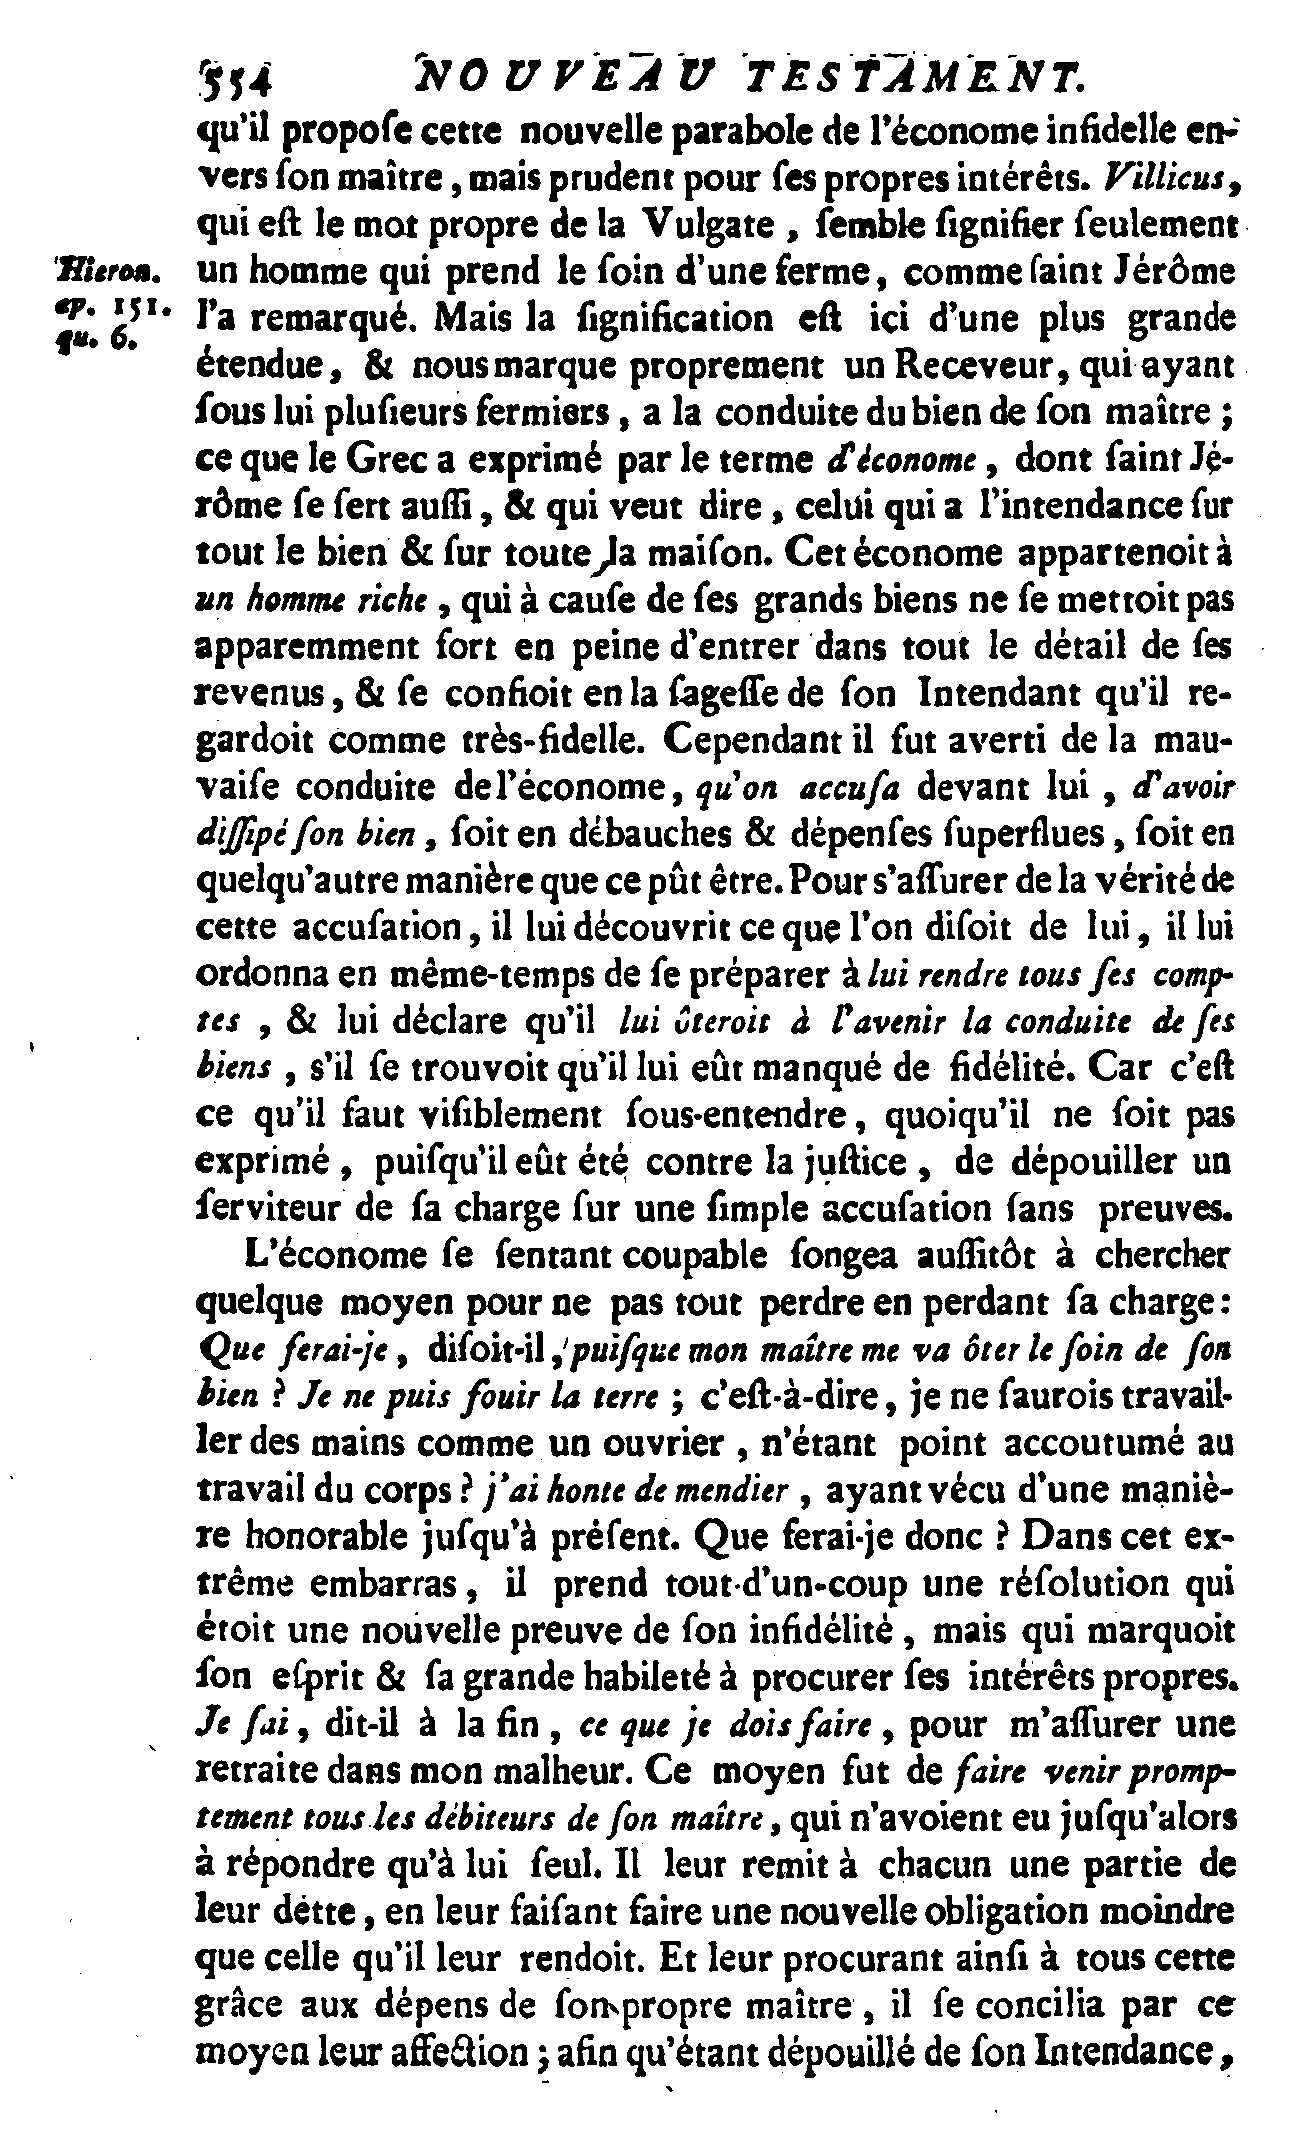 554 NOUVEAU TESTAMENT.
qu'il propoſe cette nouvelle parabole de l'économe infidelle en-
vers ſon maître, mais prudent pour ſes propres intérêts. Villicus,
qui eſt le mot propre de la Vulgate, ſemble ſignifier ſeulement
Hieron.
ep. 151.
qu. 6.
un homme qui prend le ſoin d'une ferme, comme ſaint Jérôme
l'a remarqué. Mais la ſignification eſt ici d'une plus grande
étendue, & nous marque proprement un Receveur, qui ayant
ſous lui pluſieurs fermiers, a la conduite du bien de ſon maître;
ce que le Grec a exprimé par le terme d'économe, dont ſaint Jé-
rôme ſe ſert auſſi, & qui veut dire, celui qui a l'intendance ſur
tout le bien & ſur toute la maiſon. Cet économe appartenoit à
un homme riche, qui à cauſe de ſes grands biens ne ſe mettoit pas
apparemment fort en peine d'entrer dans tout le détail de ſes
revenus, & ſe confioit en la ſageſſe de ſon Intendant qu'il re-
gardoit comme très-fidelle. Cependant il fut averti de la mau-
vaiſe conduite de l'économe, qu'on accuſa devant lui, d'avoir
diſſipé ſon bien, ſoit en débauches & dépenſes ſuperflues, ſoit en
quelqu'autre manière que ce pût être. Pour s'aſſurer de la vérité de
cette accuſation, il lui découvrit ce que l'on diſoit de lui, il lui
ordonna en même-temps de ſe préparer à lui rendre tous ſes comp-
tes, & lui déclare qu'il lui ôteroit à l'avenir la conduite de ſes
biens, s'il ſe trouvoit qu'il lui eût manqué de fidélité. Car c'eſt
ce qu'il faut viſiblement ſous-entendre, quoiqu'il ne ſoit pas
exprimé, puiſqu'il eût été contre la juſtice, de dépouiller un
ſerviteur de ſa charge ſur une ſimple accuſation ſans preuves.
L'économe ſe ſentant coupable ſongea auſſitôt à chercher
quelque moyen pour ne pas tout perdre en perdant ſa charge:
Que ferai-je, diſoit-il, puiſque mon maître me va ôter le ſoin de ſon
bien? Je ne puis fouir la terre; c'eſt-à-dire, je ne ſaurois travail-
ler des mains comme un ouvrier, n'étant point accoutumé au
travail du corps? j'ai honte de mendier, ayant vécu d'une maniè-
re honorable juſqu'à préſent. Que ferai-je donc? Dans cet ex-
trême embarras, il prend tout-d'un-coup une réſolution qui
étoit une nouvelle preuve de ſon infidélité, mais qui marquoit
ſon eſprit & ſa grande habileté à procurer ſes intérêts propres.
Je ſai, dit-il à la fin, ce que je dois faire, pour m'aſſurer une
retraite dans mon malheur. Ce moyen fut de faire venir promp-
tement tous les débiteurs de ſon maître, qui n'avoient eu juſqu'alors
à répondre qu'à lui ſeul. Il leur remit à chacun une partie de
leur dette, en leur faiſant faire une nouvelle obligation moindre
que celle qu'il leur rendoit. Et leur procurant ainſi à tous cette
grâce aux dépens de ſon propre maître, il ſe concilia par ce
moyen leur affection; afin qu'étant dépouillé de ſon Intendance,